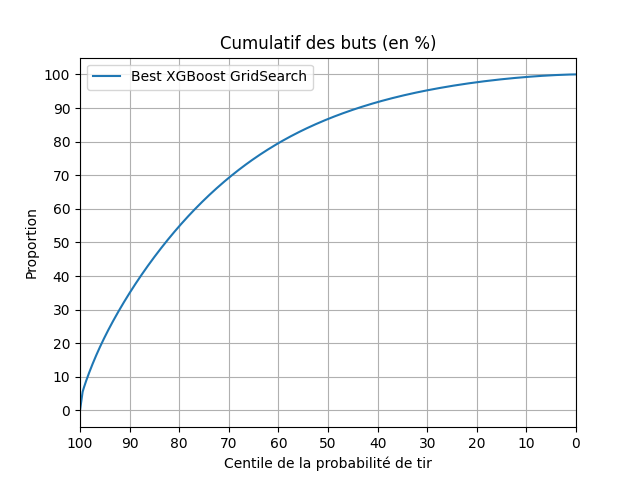 Cumulatif des buts (en %)
Best XGBoost GridSearch
100
90
80
70
60
50
40
30
20
10
0
Proportion
100 90 80 70 60 50 40 30 20 10 0
Centile de la probabilité de tir